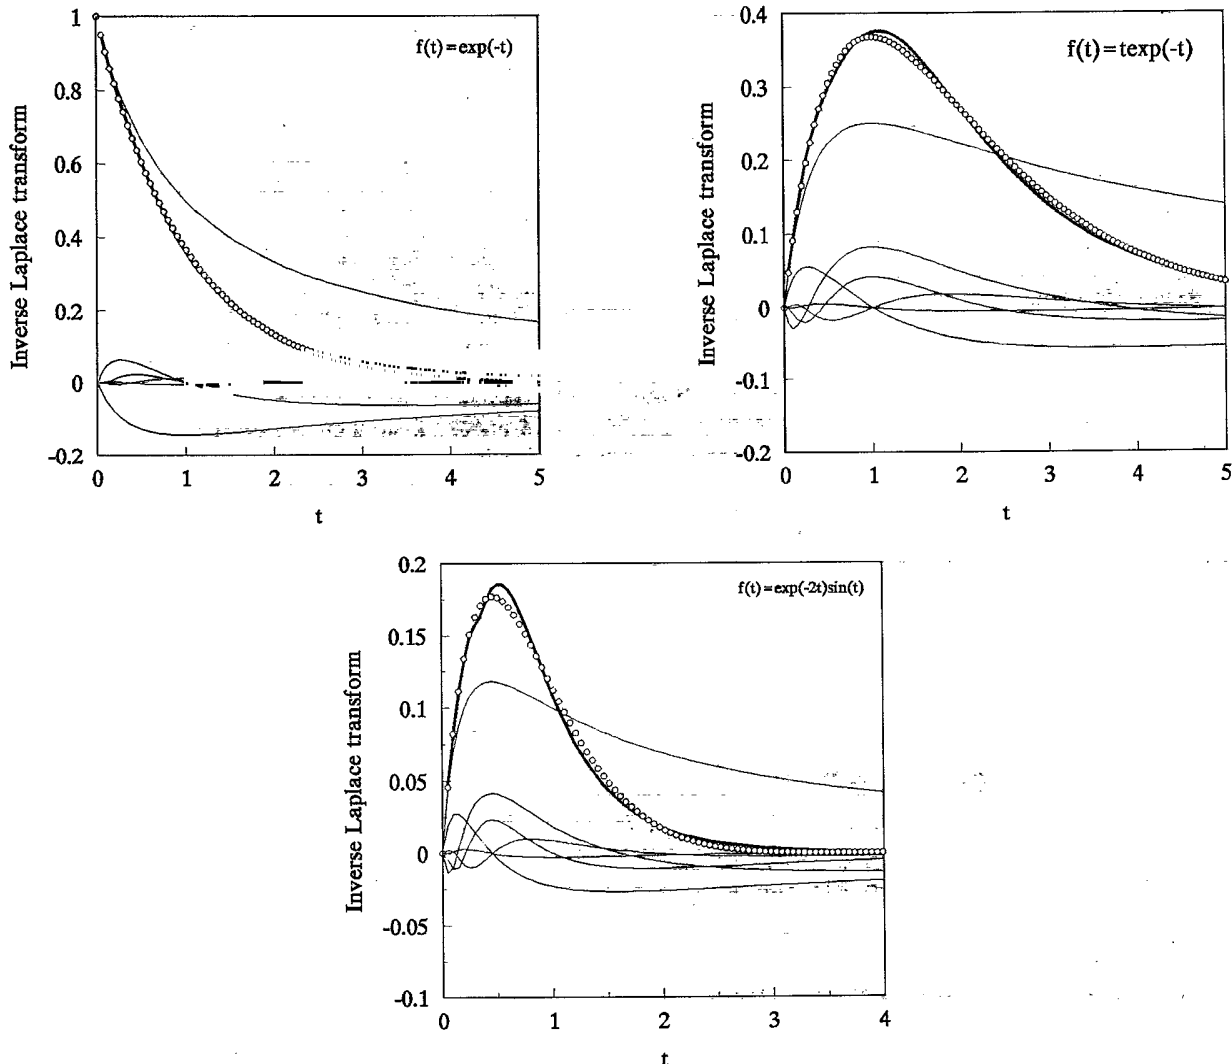 f(t)=exp(-t)
Inverse Laplace transform
1
0.8
0.6
0.4
0.2
0
-0.2
0 1 2 3 4 5
t
f(t)=texp(-t)
Inverse Laplace transform
0.4
0.3
0.2
0.1
0
-0.1
-0.2
0 1 2 3 4 5
t
f(t)=exp(-2t)sin(t)
Inverse Laplace transform
0.2
0.15
0.1
0.05
0
-0.05
-0.1
0 1 2 3 4
t